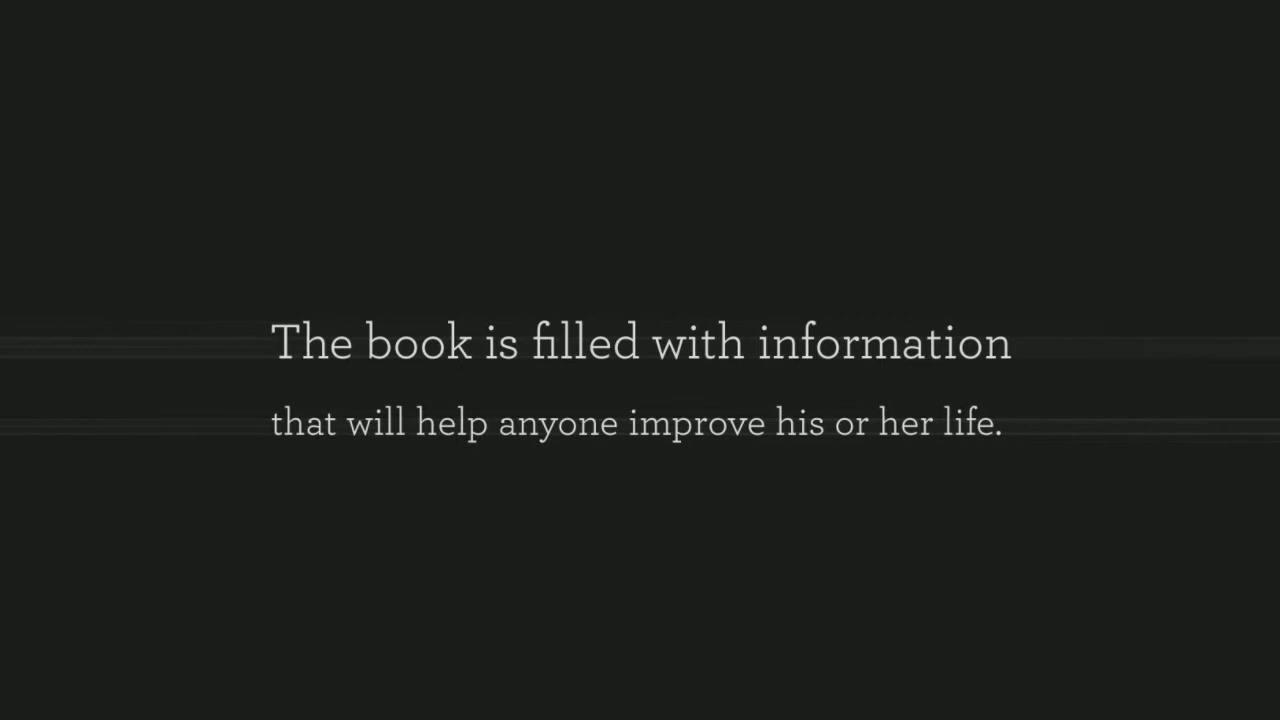 The book is filled with information
that will help anyone improve his or her life.